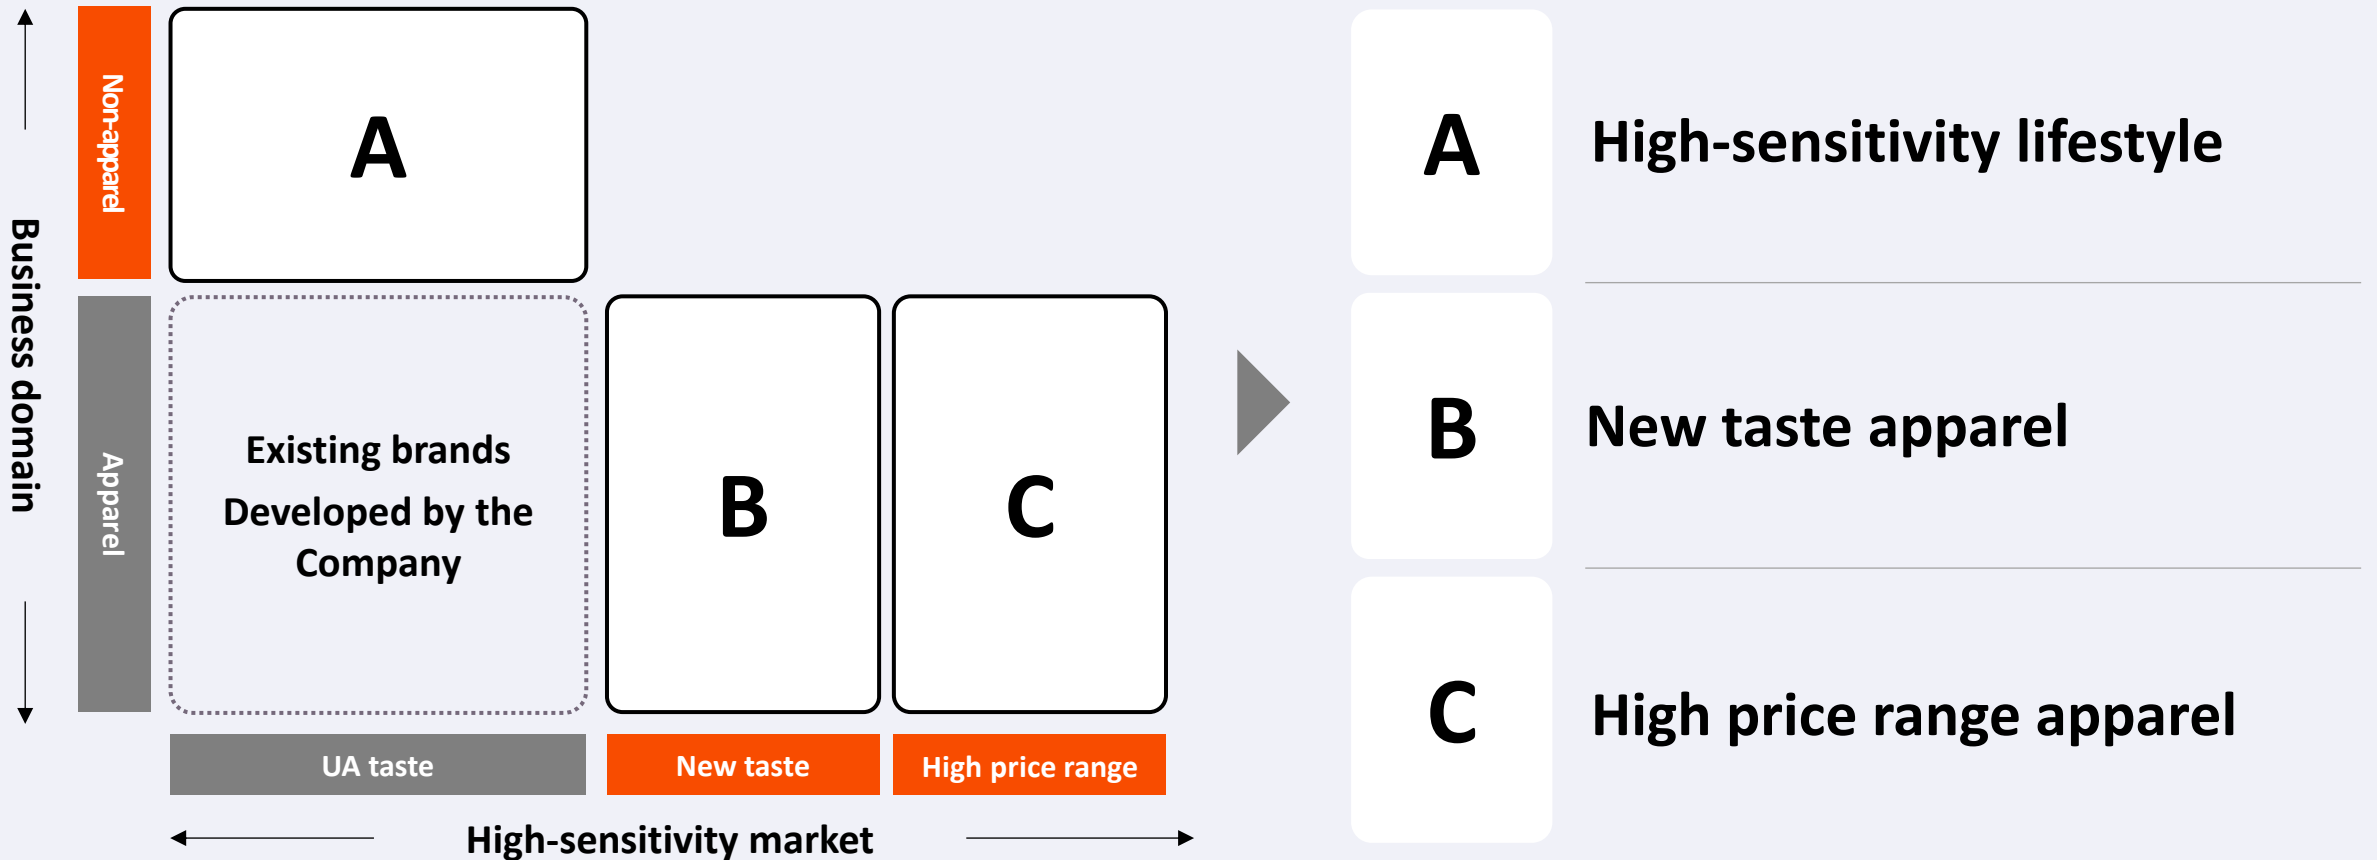 Business domain
Non-apparel
Apparel
A
Existing brands
Developed by the
Company
B
C
UA taste
New taste
High price range
High-sensitivity market
A
High-sensitivity lifestyle
B
New taste apparel
C
High price range apparel